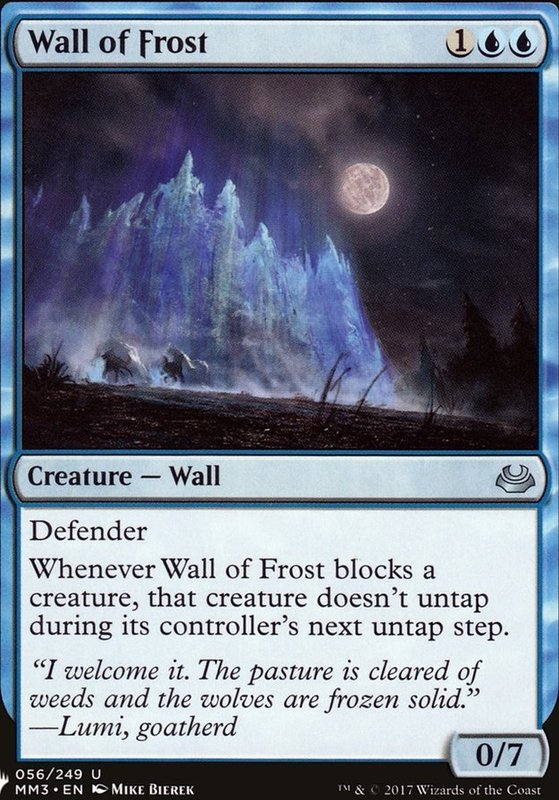 Wall of Frost 1
Creature — Wall
Defender
Whenever Wall of Frost blocks a
creature, that creature doesn't untap
during its controller's next untap step.
"I welcome it. The pasture is cleared of
weeds and the wolves are frozen solid."
—Lumi, goatherd
0/7
056/249 U
MM3 • EN Mike Bierek
™ & © 2017 Wizards of the Coast